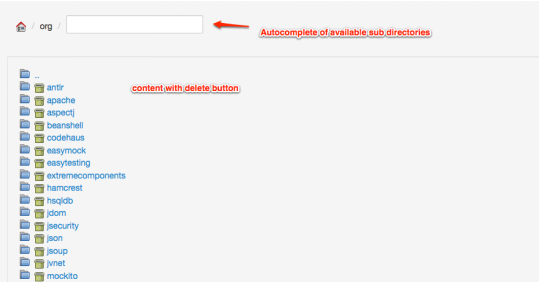 / org /
Autocomplete of available sub directories
..
content with delete button
antlr
apache
aspectj
beanshell
codehaus
easymock
easytesting
extremecomponents
hamcrest
hsqldb
jdom
jsecurity
json
jsoup
jvnet
mockito